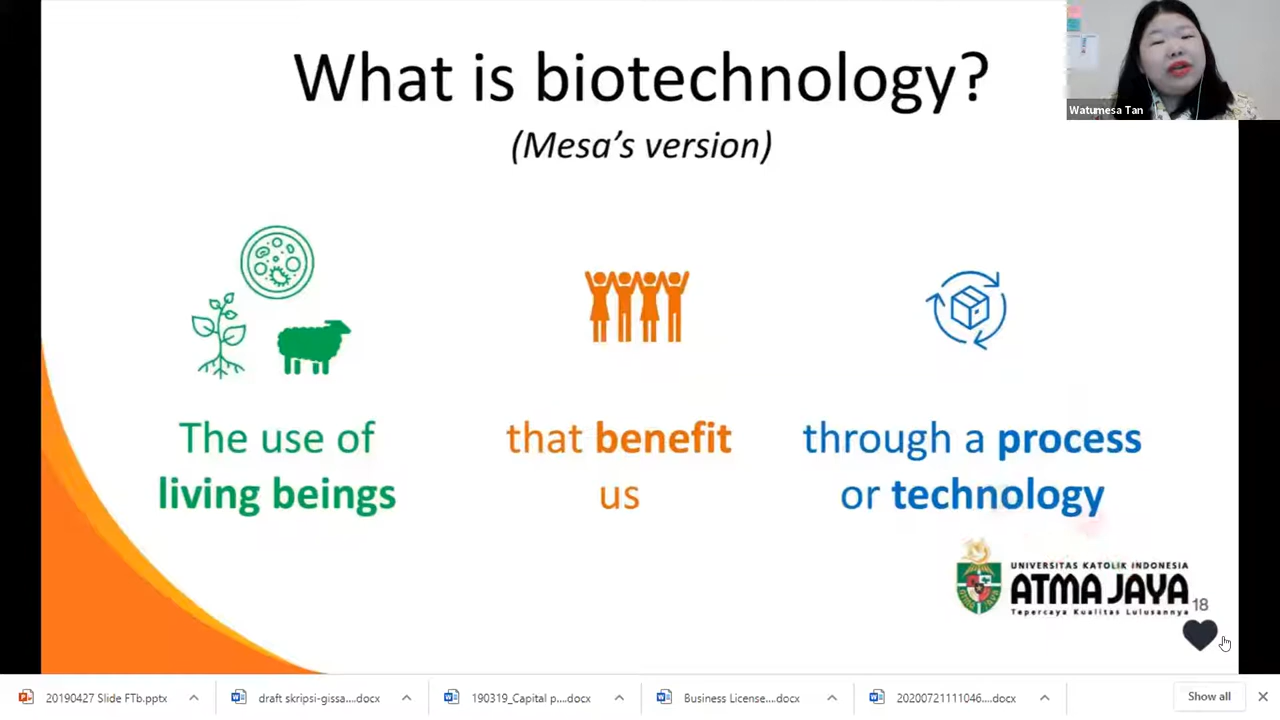 What is biotechnology?
(Mesa's version)
Watumesa Tan
The use of
living beings
that benefit
us
through a process
or technology
UNIVERSITAS KATOLIK INDONESIA
ATMA JAYA
Tepercaya Kualitas Lulusannya
18
20190427 Slide FTb.pptx
draft skripsi-gissa....docx
190319_Capital p....docx
Business License....docx
20200721111046....docx
Show all